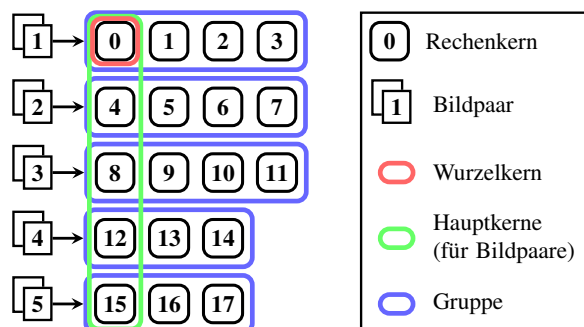 1 0 1 2 3
2 4 5 6 7
3 8 9 10 11
4 12 13 14
5 15 16 17
0 Rechenkern
1 Bildpaar
Wurzelkern
Hauptkerne
(für Bildpaare)
Gruppe